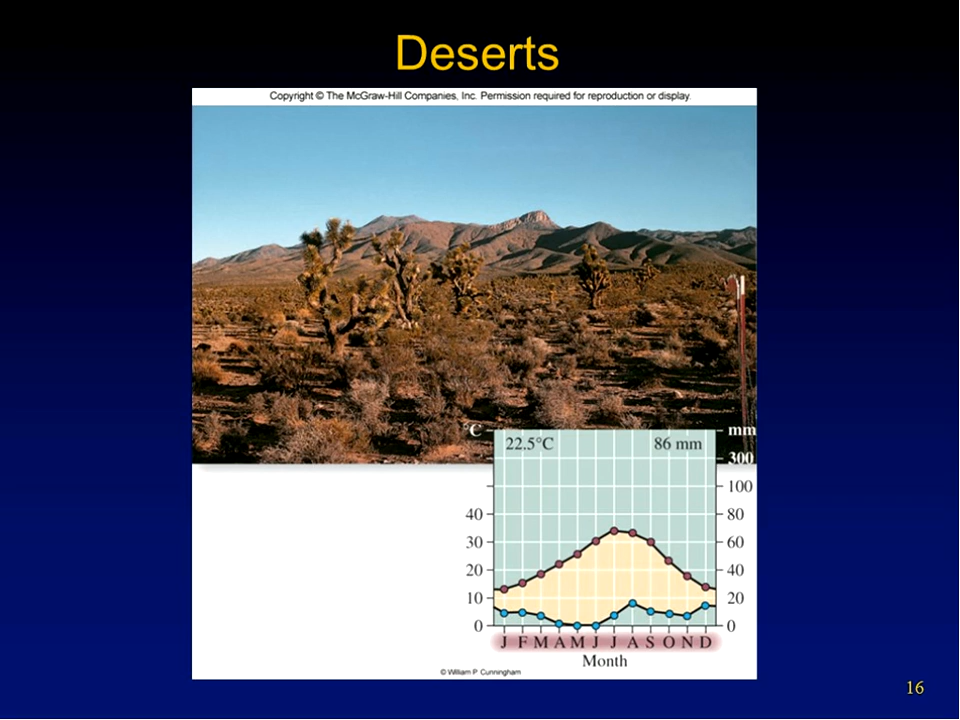 Deserts
Copyright © The McGraw-Hill Companies, Inc. Permission required for reproduction or display.
°C
mm
22.5°C 86 mm
300
100
40 80
30 60
20 40
10 20
0 0
J F M A M J J A S O N D
Month
© William P. Cunningham
16